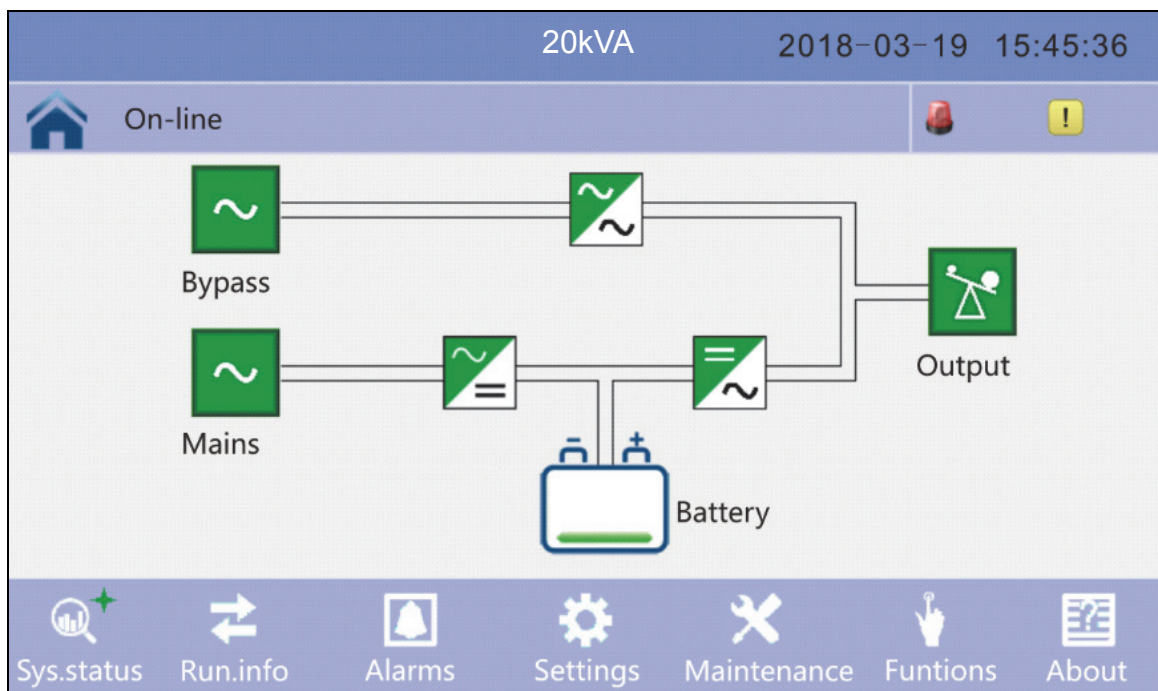 20kVA 2018-03-19 15:45:36
On-line !
Bypass
Output
Mains
Battery
Sys.status Run.info Alarms Settings Maintenance Funtions About